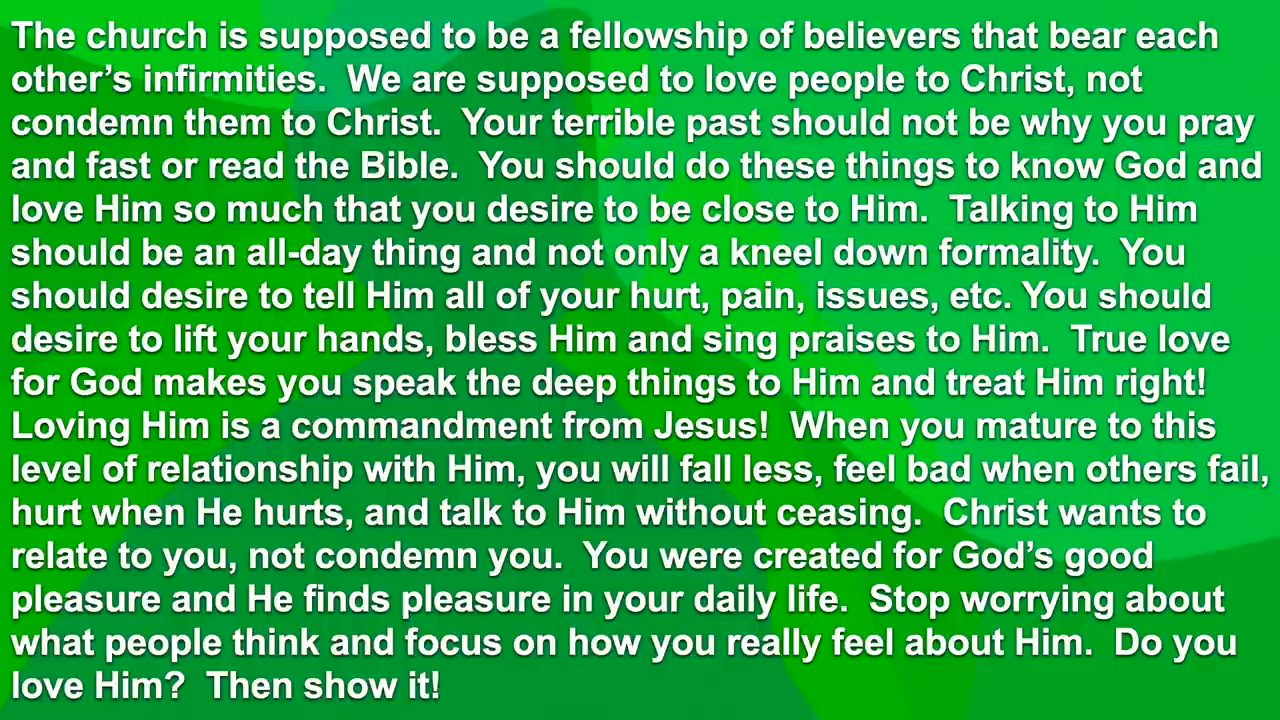 The church is supposed to be a fellowship of believers that bear each
other’s infirmities.  We are supposed to love people to Christ, not
condemn them to Christ.  Your terrible past should not be why you pray
and fast or read the Bible.  You should do these things to know God and
love Him so much that you desire to be close to Him.  Talking to Him
should be an all-day thing and not only a kneel down formality.  You
should desire to tell Him all of your hurt, pain, issues, etc. You should
desire to lift your hands, bless Him and sing praises to Him.  True love
for God makes you speak the deep things to Him and treat Him right!
Loving Him is a commandment from Jesus!  When you mature to this
level of relationship with Him, you will fall less, feel bad when others fail,
hurt when He hurts, and talk to Him without ceasing.  Christ wants to
relate to you, not condemn you.  You were created for God’s good
pleasure and He finds pleasure in your daily life.  Stop worrying about
what people think and focus on how you really feel about Him.  Do you
love Him?  Then show it!